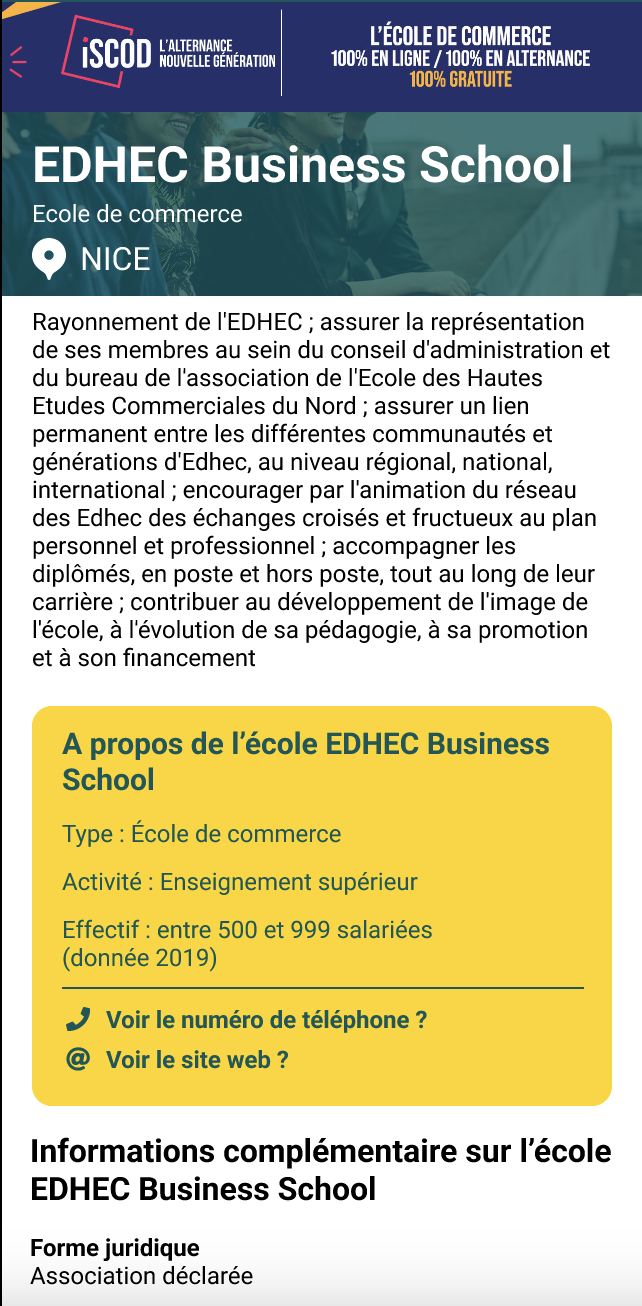 iSCOD
L'ALTERNANCE
NOUVELLE GÉNÉRATION
L'ÉCOLE DE COMMERCE
100% EN LIGNE / 100% EN ALTERNANCE
100% GRATUITE
EDHEC Business School
Ecole de commerce
NICE
Rayonnement de l'EDHEC ; assurer la représentation
de ses membres au sein du conseil d'administration et
du bureau de l'association de l'Ecole des Hautes
Etudes Commerciales du Nord ; assurer un lien
permanent entre les différentes communautés et
générations d'Edhec, au niveau régional, national,
international ; encourager par l'animation du réseau
des Edhec des échanges croisés et fructueux au plan
personnel et professionnel ; accompagner les
diplômés, en poste et hors poste, tout au long de leur
carrière ; contribuer au développement de l'image de
l'école, à l'évolution de sa pédagogie, à sa promotion
et à son financement
A propos de l’école EDHEC Business
School
Type : École de commerce
Activité : Enseignement supérieur
Effectif : entre 500 et 999 salariées
(donnée 2019)
Voir le numéro de téléphone ?
Voir le site web ?
Informations complémentaire sur l’école
EDHEC Business School
Forme juridique
Association déclarée